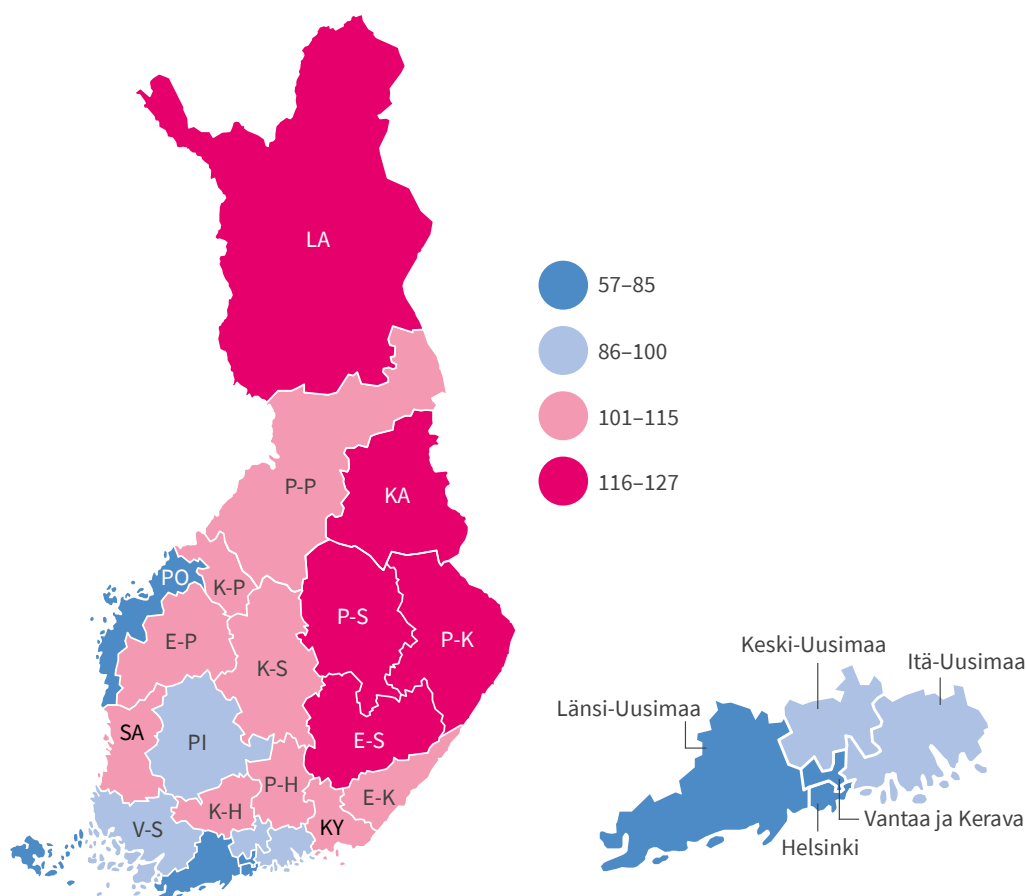 LA
57–85
86–100
101–115
116–127
P-P
KA
PO
K-P
P-S
E-P
P-K
K-S
SA
PI
E-S
P-H
E-K
K-H
V-S
KY
Keski-Uusimaa
Itä-Uusimaa
Länsi-Uusimaa
Vantaa ja Kerava
Helsinki